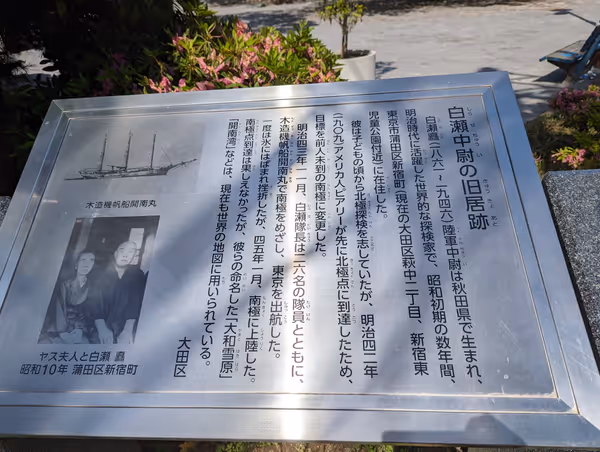 白瀬中尉の旧居跡
白瀬矗(一八六一~一九四六)陸軍中尉は秋田県で生まれ、
明治時代に活躍した世界的な探検家で、昭和初期の数年間、
東京市蒲田区新宿町(現在の大田区萩中二丁目、新宿東
児童公園付近)に在住した。
彼は子どもの頃から北極探検を志していたが、明治四二年
(一九〇九)アメリカ人ピアリーが先に北極点に到達したため、
目標を前人未到の南極に変更した。
明治四三年一一月、白瀬隊長は二六名の隊員とともに、
木造機帆船開南丸で南極をめざし、東京を出航した。
一度は氷にはばまれ挫折したが、四五年一月、南極に上陸した。
南極点到達は果しえなかったが、彼らの命名した「大和雪原」
「開南湾」などは、現在も世界の地図に用いられている。
大田区
木造機帆船開南丸
ヤス夫人と白瀬 矗
昭和10年 蒲田区新宿町